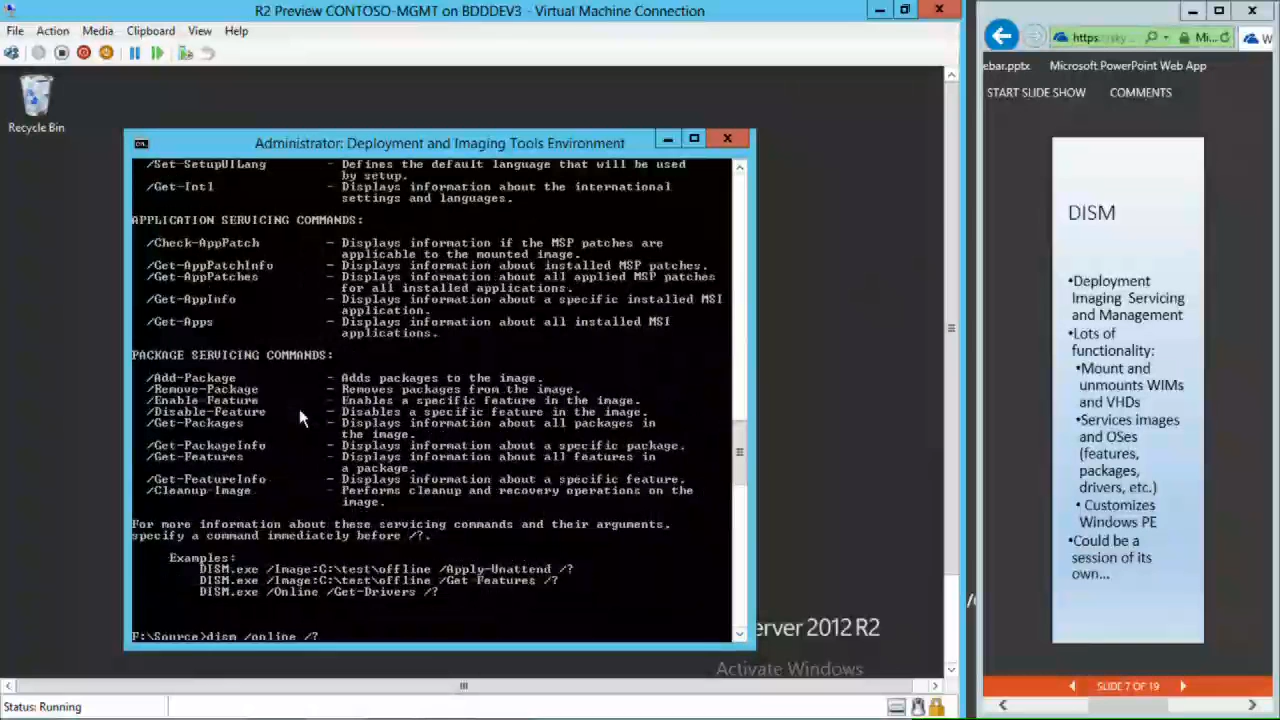 R2 Preview CONTOSO-MGMT on BDDDEV3 - Virtual Machine Connection
File Action Media Clipboard View Help
Recycle Bin
Administrator: Deployment and Imaging Tools Environment
/Set-SetupUILang - Defines the default language that will be used
by setup.
/Get-Intl - Displays information about the international
settings and languages.
APPLICATION SERVICING COMMANDS:
/Check-AppPatch - Displays information if the MSP patches are
applicable to the mounted image.
/Get-AppPatchInfo - Displays information about installed MSP patches.
/Get-AppPatches - Displays information about all applied MSP patches
for all installed applications.
/Get-AppInfo - Displays information about a specific installed MSI
application.
/Get-Apps - Displays information about all installed MSI
applications.
PACKAGE SERVICING COMMANDS:
/Add-Package - Adds packages to the image.
/Remove-Package - Removes packages from the image.
/Enable-Feature - Enables a specific feature in the image.
/Disable-Feature - Disables a specific feature in the image.
/Get-Packages - Displays information about all packages in
the image.
/Get-PackageInfo - Displays information about a specific package.
/Get-Features - Displays information about all features in
a package.
/Get-FeatureInfo - Displays information about a specific feature.
/Cleanup-Image - Performs cleanup and recovery operations on the
image.
For more information about these servicing commands and their arguments,
specify a command immediately before /?.
Examples:
DISM.exe /Image:C:\test\offline /Apply-Unattend /?
DISM.exe /Image:C:\test\offline /Get-Features /?
DISM.exe /Online /Get-Drivers /?
F:\Source>dism /online /?
erver 2012 R2
Activate Windows
Status: Running
https:
Mi...
W
ebar.pptx Microsoft PowerPoint Web App
START SLIDE SHOW COMMENTS
DISM
•Deployment
Imaging Servicing
and Management
•Lots of
functionality:
•Mount and
unmounts WIMs
and VHDs
•Services images
and OSes
(features,
packages,
drivers, etc.)
• Customizes
Windows PE
•Could be a
session of its
own...
SLIDE 7 OF 19